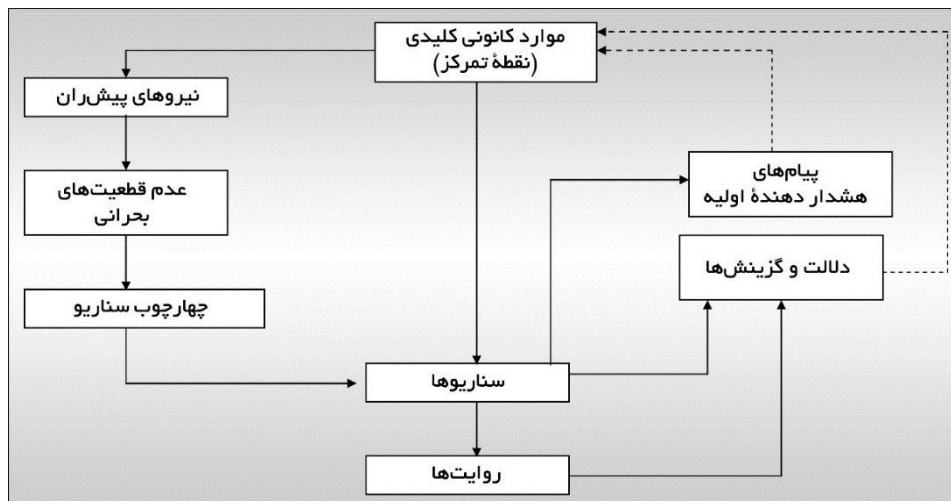 موارد کانونی کلیدی
(نقطهٔ تمرکز)
نیروهای پیش‌ران
پیام‌های
هشدار دهندهٔ اولیه
عدم قطعیت‌های
بحرانی
دلالت و گزینش‌ها
چهارچوب سناریو
سناریوها
روایت‌ها